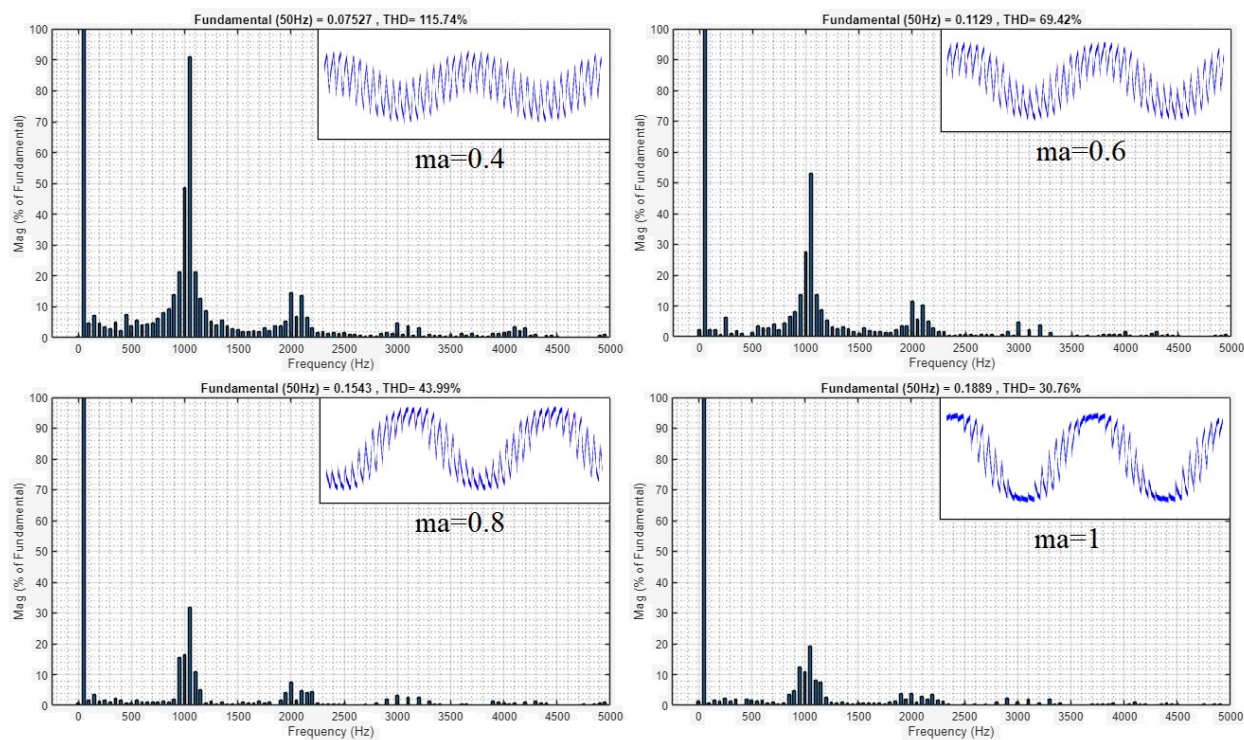 Fundamental (50Hz) = 0.07527 , THD= 115.74%
100
90
80
70
60
50
40
30
20
10
0
Mag (% of Fundamental)
ma=0.4
0 500 1000 1500 2000 2500 3000 3500 4000 4500 5000
Frequency (Hz)
Fundamental (50Hz) = 0.1129 , THD= 69.42%
100
90
80
70
60
50
40
30
20
10
0
Mag (% of Fundamental)
ma=0.6
0 500 1000 1500 2000 2500 3000 3500 4000 4500 5000
Frequency (Hz)
Fundamental (50Hz) = 0.1543 , THD= 43.99%
100
90
80
70
60
50
40
30
20
10
0
Mag (% of Fundamental)
ma=0.8
0 500 1000 1500 2000 2500 3000 3500 4000 4500 5000
Frequency (Hz)
Fundamental (50Hz) = 0.1889 , THD= 30.76%
100
90
80
70
60
50
40
30
20
10
0
Mag (% of Fundamental)
ma=1
0 500 1000 1500 2000 2500 3000 3500 4000 4500 5000
Frequency (Hz)